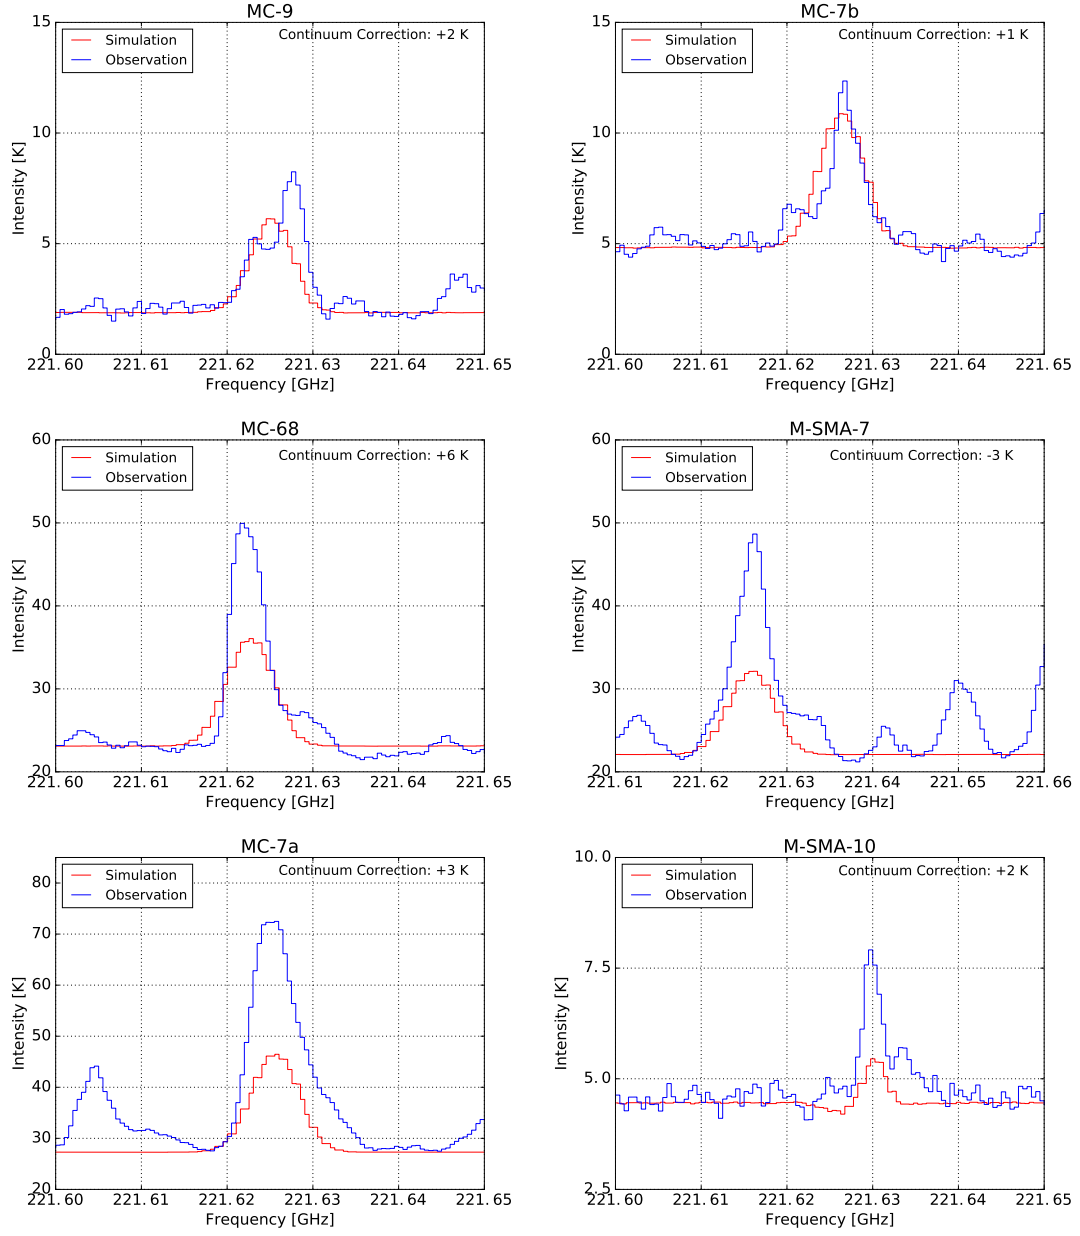 MC-9
15
10
5
0
Intensity [K]
Simulation
Observation
Continuum Correction: +2 K
221.60 221.61 221.62 221.63 221.64 221.65
Frequency [GHz]
MC-7b
15
10
5
0
Intensity [K]
Simulation
Observation
Continuum Correction: +1 K
221.60 221.61 221.62 221.63 221.64 221.65
Frequency [GHz]
MC-68
60
50
40
30
20
Intensity [K]
Simulation
Observation
Continuum Correction: +6 K
221.60 221.61 221.62 221.63 221.64 221.65
Frequency [GHz]
M-SMA-7
60
50
40
30
20
Intensity [K]
Simulation
Observation
Continuum Correction: -3 K
221.61 221.62 221.63 221.64 221.65 221.66
Frequency [GHz]
MC-7a
80
70
60
50
40
30
20
Intensity [K]
Simulation
Observation
Continuum Correction: +3 K
221.60 221.61 221.62 221.63 221.64 221.65
Frequency [GHz]
M-SMA-10
10.0
7.5
5.0
2.5
Intensity [K]
Simulation
Observation
Continuum Correction: +2 K
221.60 221.61 221.62 221.63 221.64 221.65
Frequency [GHz]